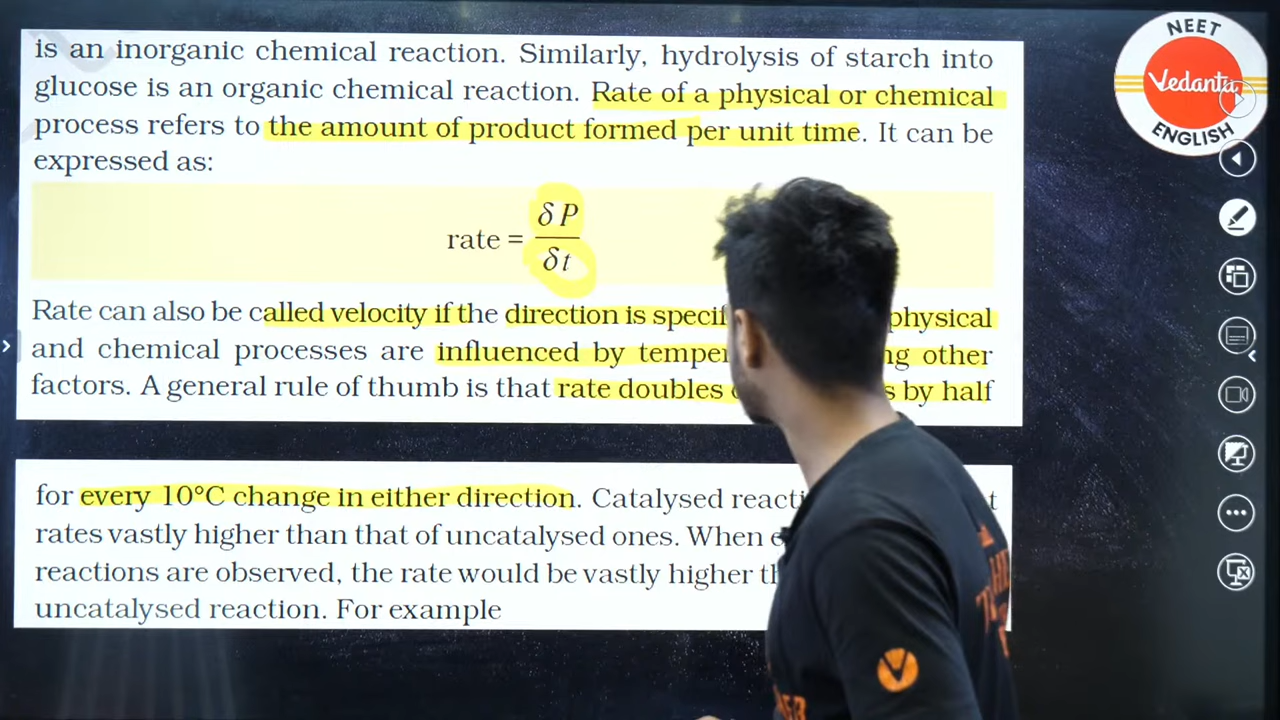 is an inorganic chemical reaction. Similarly, hydrolysis of starch into
glucose is an organic chemical reaction. Rate of a physical or chemical
process refers to the amount of product formed per unit time. It can be
expressed as:
rate = δP / δt
Rate can also be called velocity if the direction is specif physical
and chemical processes are influenced by temper ng other
factors. A general rule of thumb is that rate doubles s by half
for every 10°C change in either direction. Catalysed reacti t
rates vastly higher than that of uncatalysed ones. When e
reactions are observed, the rate would be vastly higher th
uncatalysed reaction. For example
NEET
Vedantu
ENGLISH